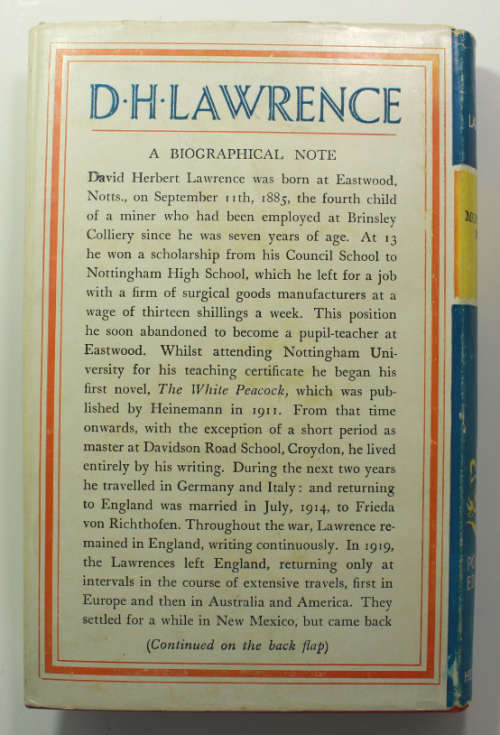 D·H·LAWRENCE
A BIOGRAPHICAL NOTE
David Herbert Lawrence was born at Eastwood,
Notts., on September 11th, 1885, the fourth child
of a miner who had been employed at Brinsley
Colliery since he was seven years of age. At 13
he won a scholarship from his Council School to
Nottingham High School, which he left for a job
with a firm of surgical goods manufacturers at a
wage of thirteen shillings a week. This position
he soon abandoned to become a pupil-teacher at
Eastwood. Whilst attending Nottingham Uni-
versity for his teaching certificate he began his
first novel, The White Peacock, which was pub-
lished by Heinemann in 1911. From that time
onwards, with the exception of a short period as
master at Davidson Road School, Croydon, he lived
entirely by his writing. During the next two years
he travelled in Germany and Italy: and returning
to England was married in July, 1914, to Frieda
von Richthofen. Throughout the war, Lawrence re-
mained in England, writing continuously. In 1919,
the Lawrences left England, returning only at
intervals in the course of extensive travels, first in
Europe and then in Australia and America. They
settled for a while in New Mexico, but came back
(Continued on the back flap)